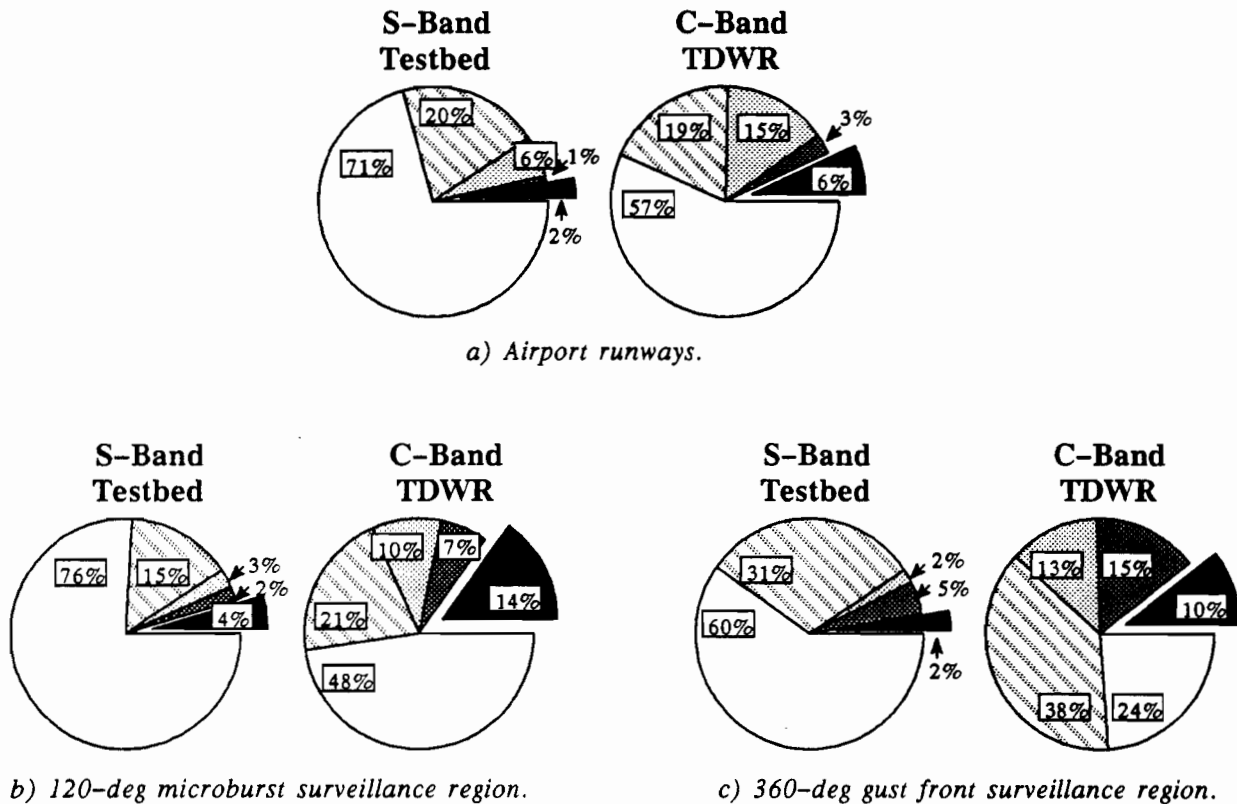 S-Band
Testbed
C-Band
TDWR
20%
6%
1%
71%
2%
19%
15%
3%
6%
57%
a) Airport runways.
S-Band
Testbed
C-Band
TDWR
S-Band
Testbed
C-Band
TDWR
76%
15%
3%
2%
4%
10%
7%
14%
21%
48%
31%
2%
5%
60%
2%
13%
15%
10%
38%
24%
b) 120-deg microburst surveillance region.
c) 360-deg gust front surveillance region.